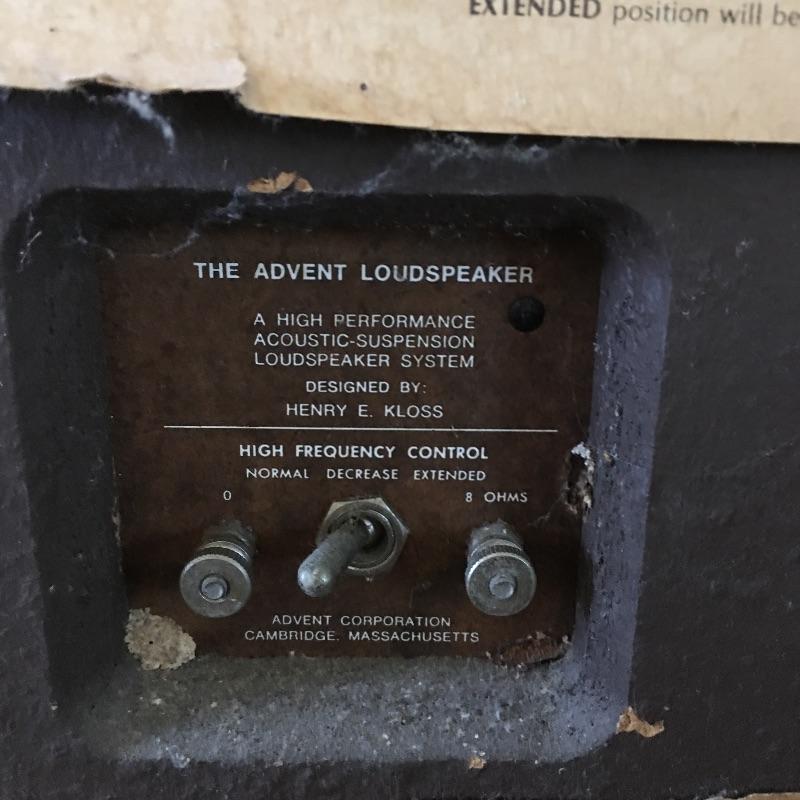 EXTENDED position will be
THE ADVENT LOUDSPEAKER
A HIGH PERFORMANCE
ACOUSTIC-SUSPENSION
LOUDSPEAKER SYSTEM
DESIGNED BY:
HENRY E. KLOSS
HIGH FREQUENCY CONTROL
NORMAL DECREASE EXTENDED
0 8 OHMS
ADVENT CORPORATION
CAMBRIDGE, MASSACHUSETTS